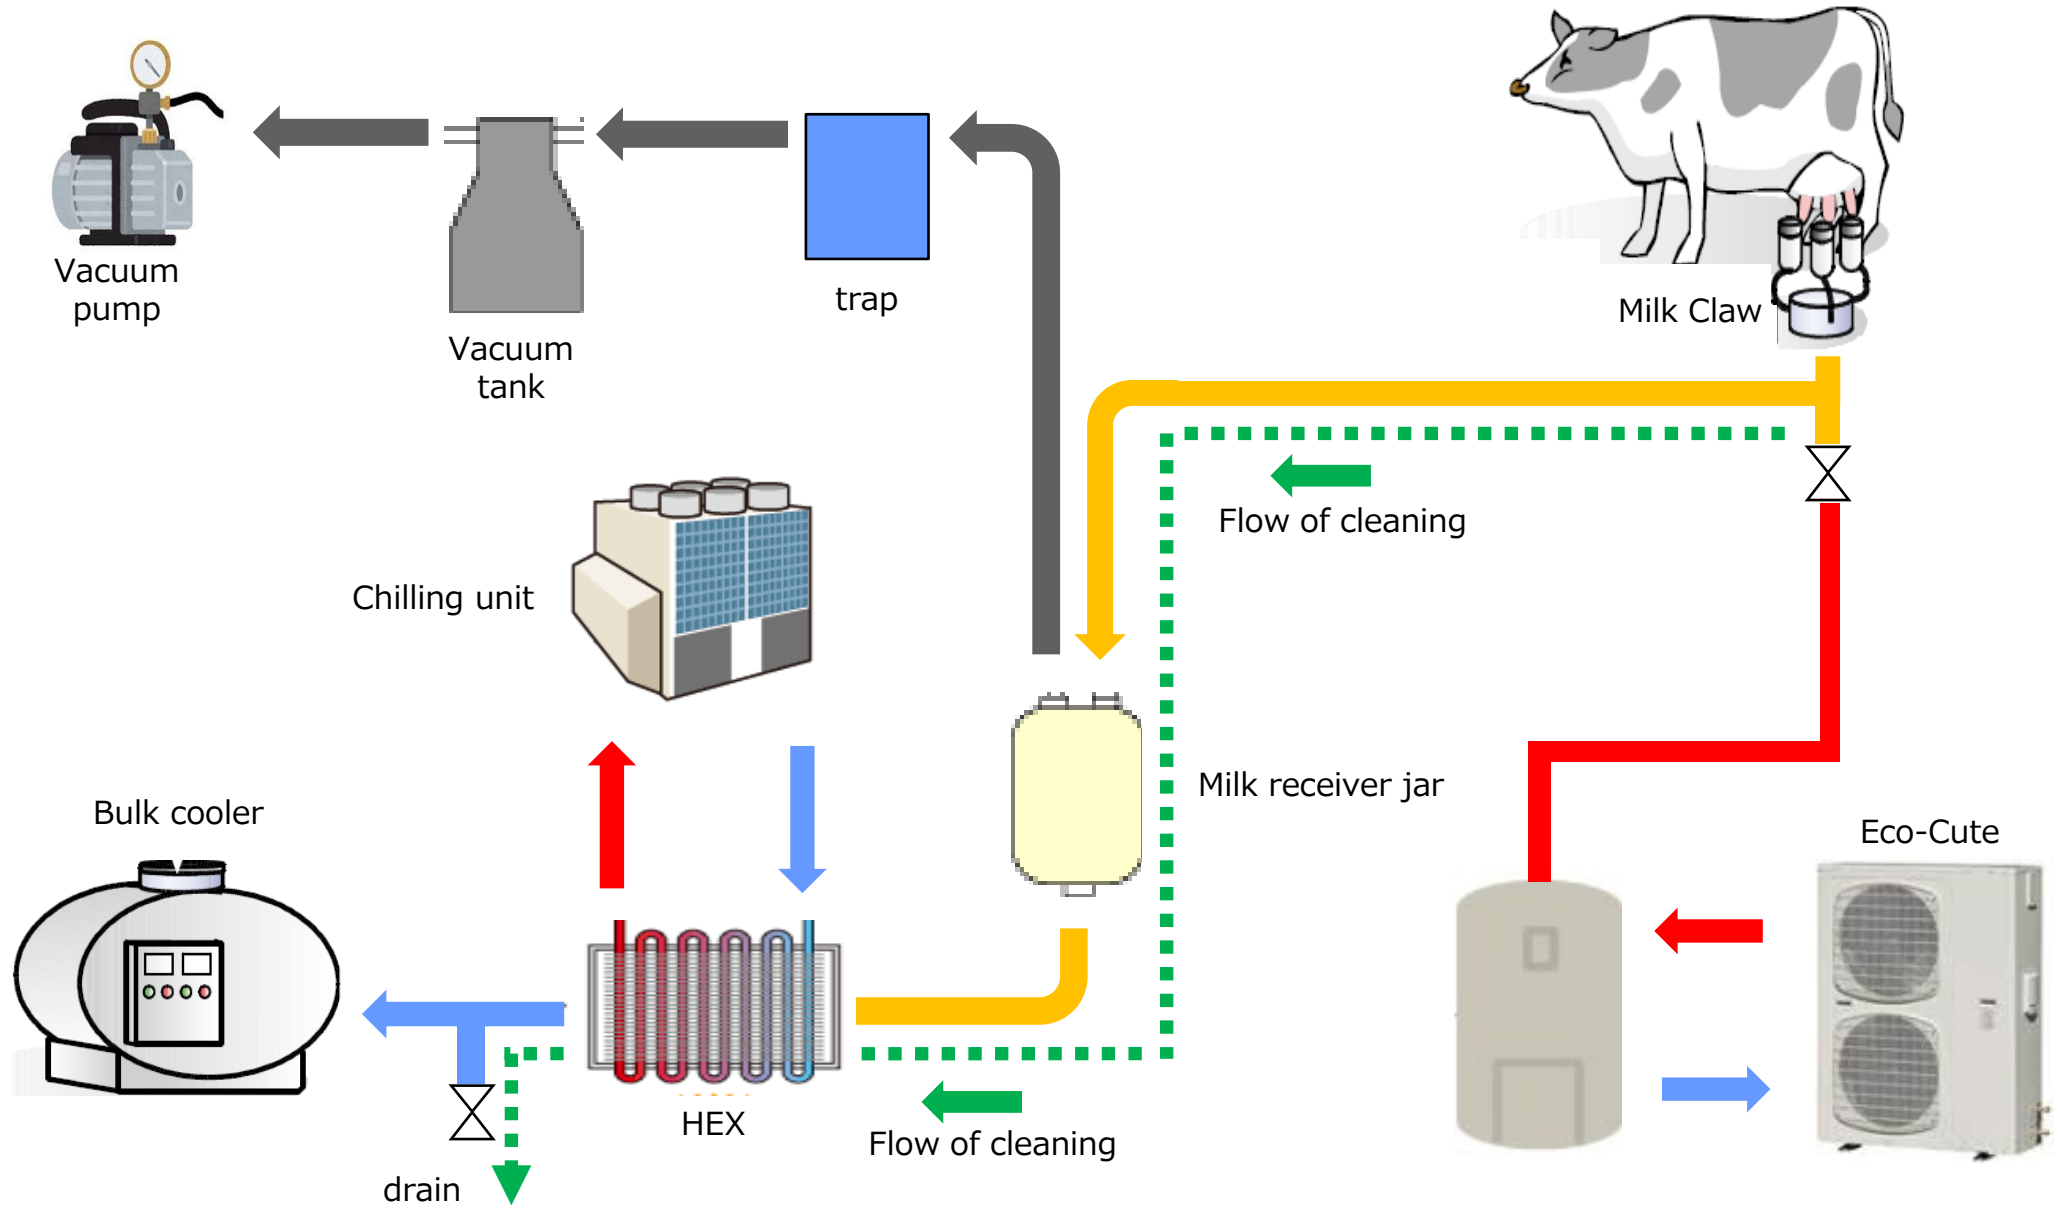 Vacuum
pump
Vacuum
tank
trap
Milk Claw
Flow of cleaning
Chilling unit
Milk receiver jar
Bulk cooler
Eco-Cute
HEX
Flow of cleaning
drain